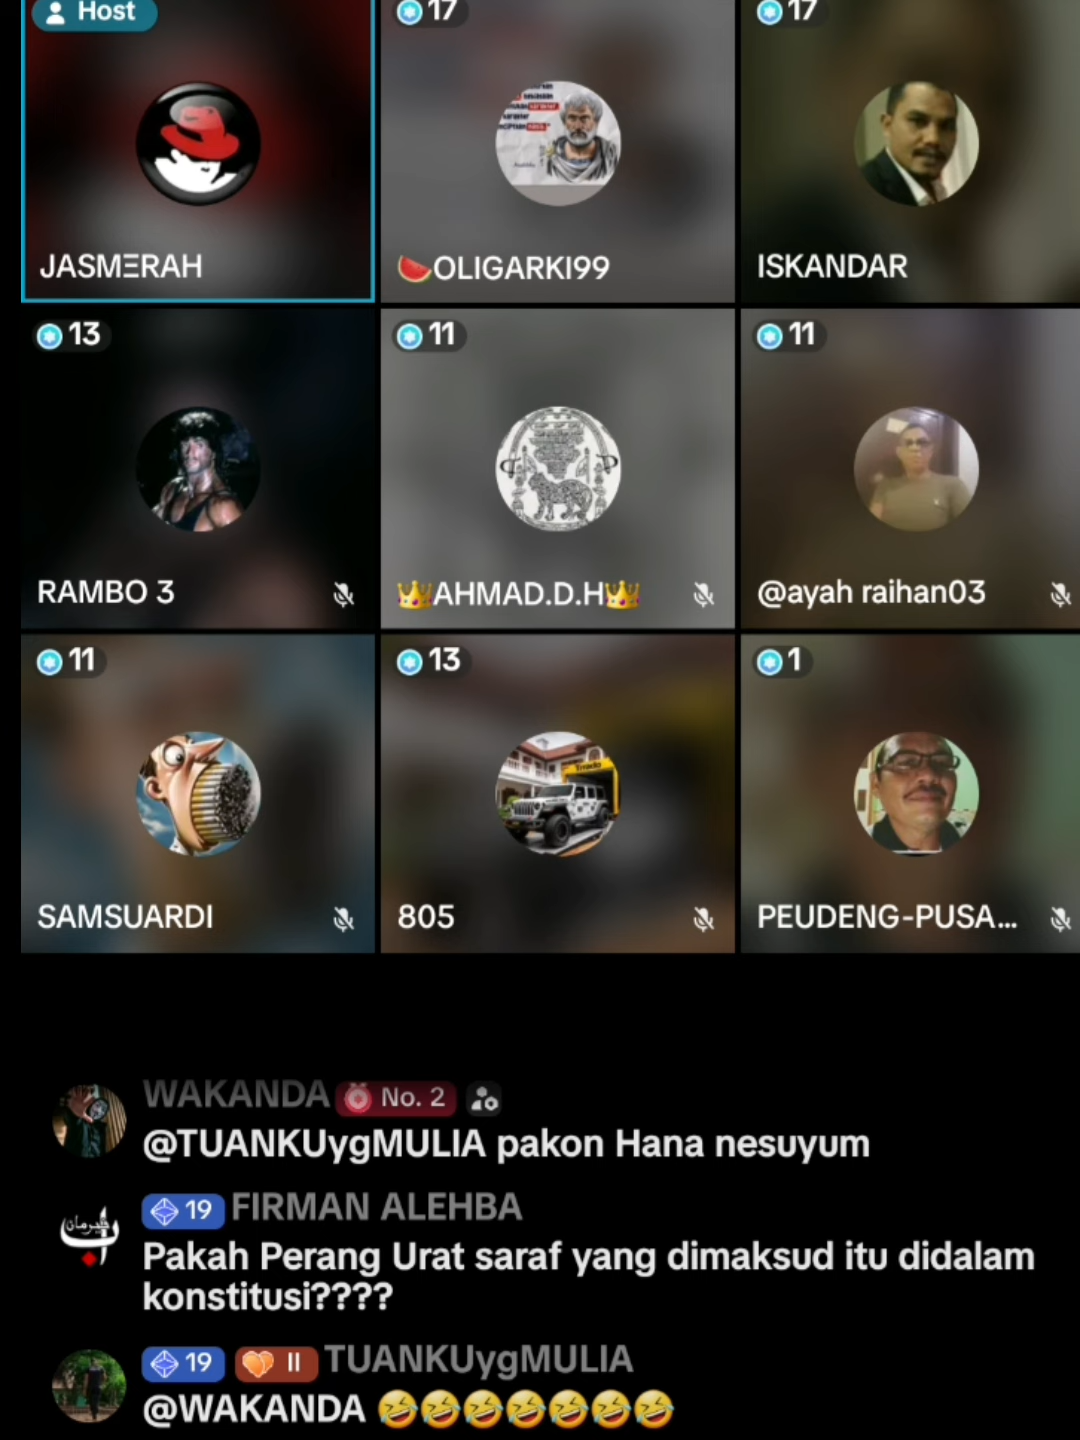 Host
17
17
JASMΞRAH
🍉OLIGARKI99
ISKANDAR
13
11
11
RAMBO 3
👑AHMAD.D.H👑
@ayah raihan03
11
13
1
SAMSUARDI
805
PEUDENG-PUSA...
WAKANDA No. 2
@TUANKUygMULIA pakon Hana nesuyum
19 FIRMAN ALEHBA
Pakah Perang Urat saraf yang dimaksud itu didalam
konstitusi????
19 II TUANKUygMULIA
@WAKANDA 🤣🤣🤣🤣🤣🤣🤣